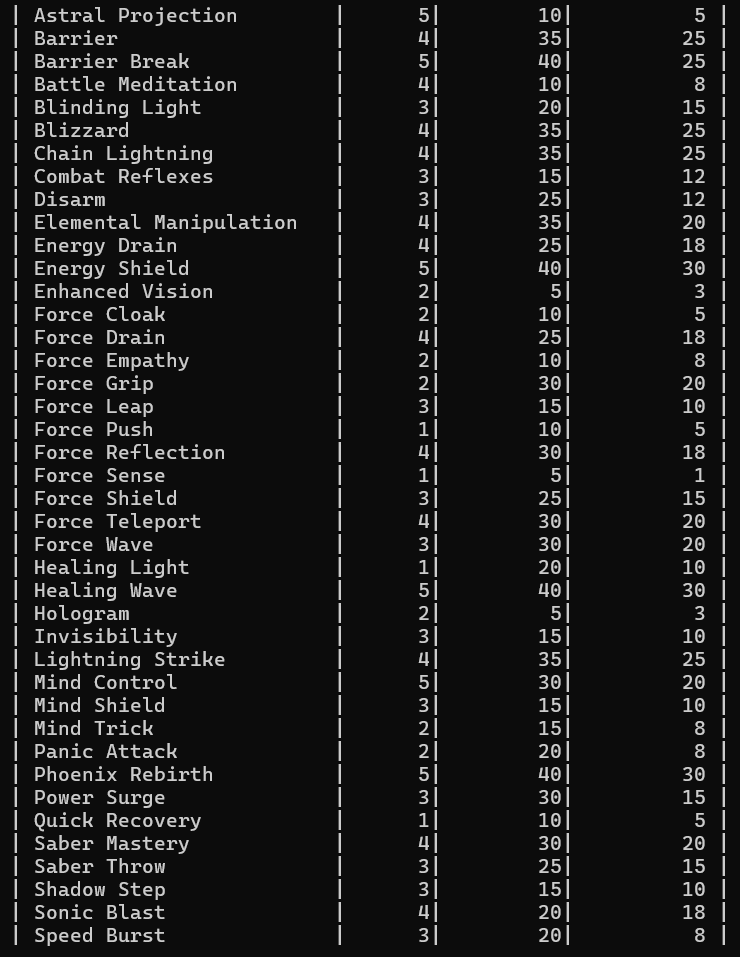 | Astral Projection | 5| 10| 5 |
| Barrier | 4| 35| 25 |
| Barrier Break | 5| 40| 25 |
| Battle Meditation | 4| 10| 8 |
| Blinding Light | 3| 20| 15 |
| Blizzard | 4| 35| 25 |
| Chain Lightning | 4| 35| 25 |
| Combat Reflexes | 3| 15| 12 |
| Disarm | 3| 25| 12 |
| Elemental Manipulation | 4| 35| 20 |
| Energy Drain | 4| 25| 18 |
| Energy Shield | 5| 40| 30 |
| Enhanced Vision | 2| 5| 3 |
| Force Cloak | 2| 10| 5 |
| Force Drain | 4| 25| 18 |
| Force Empathy | 2| 10| 8 |
| Force Grip | 2| 30| 20 |
| Force Leap | 3| 15| 10 |
| Force Push | 1| 10| 5 |
| Force Reflection | 4| 30| 18 |
| Force Sense | 1| 5| 1 |
| Force Shield | 3| 25| 15 |
| Force Teleport | 4| 30| 20 |
| Force Wave | 3| 30| 20 |
| Healing Light | 1| 20| 10 |
| Healing Wave | 5| 40| 30 |
| Hologram | 2| 5| 3 |
| Invisibility | 3| 15| 10 |
| Lightning Strike | 4| 35| 25 |
| Mind Control | 5| 30| 20 |
| Mind Shield | 3| 15| 10 |
| Mind Trick | 2| 15| 8 |
| Panic Attack | 2| 20| 8 |
| Phoenix Rebirth | 5| 40| 30 |
| Power Surge | 3| 30| 15 |
| Quick Recovery | 1| 10| 5 |
| Saber Mastery | 4| 30| 20 |
| Saber Throw | 3| 25| 15 |
| Shadow Step | 3| 15| 10 |
| Sonic Blast | 4| 20| 18 |
| Speed Burst | 3| 20| 8 |